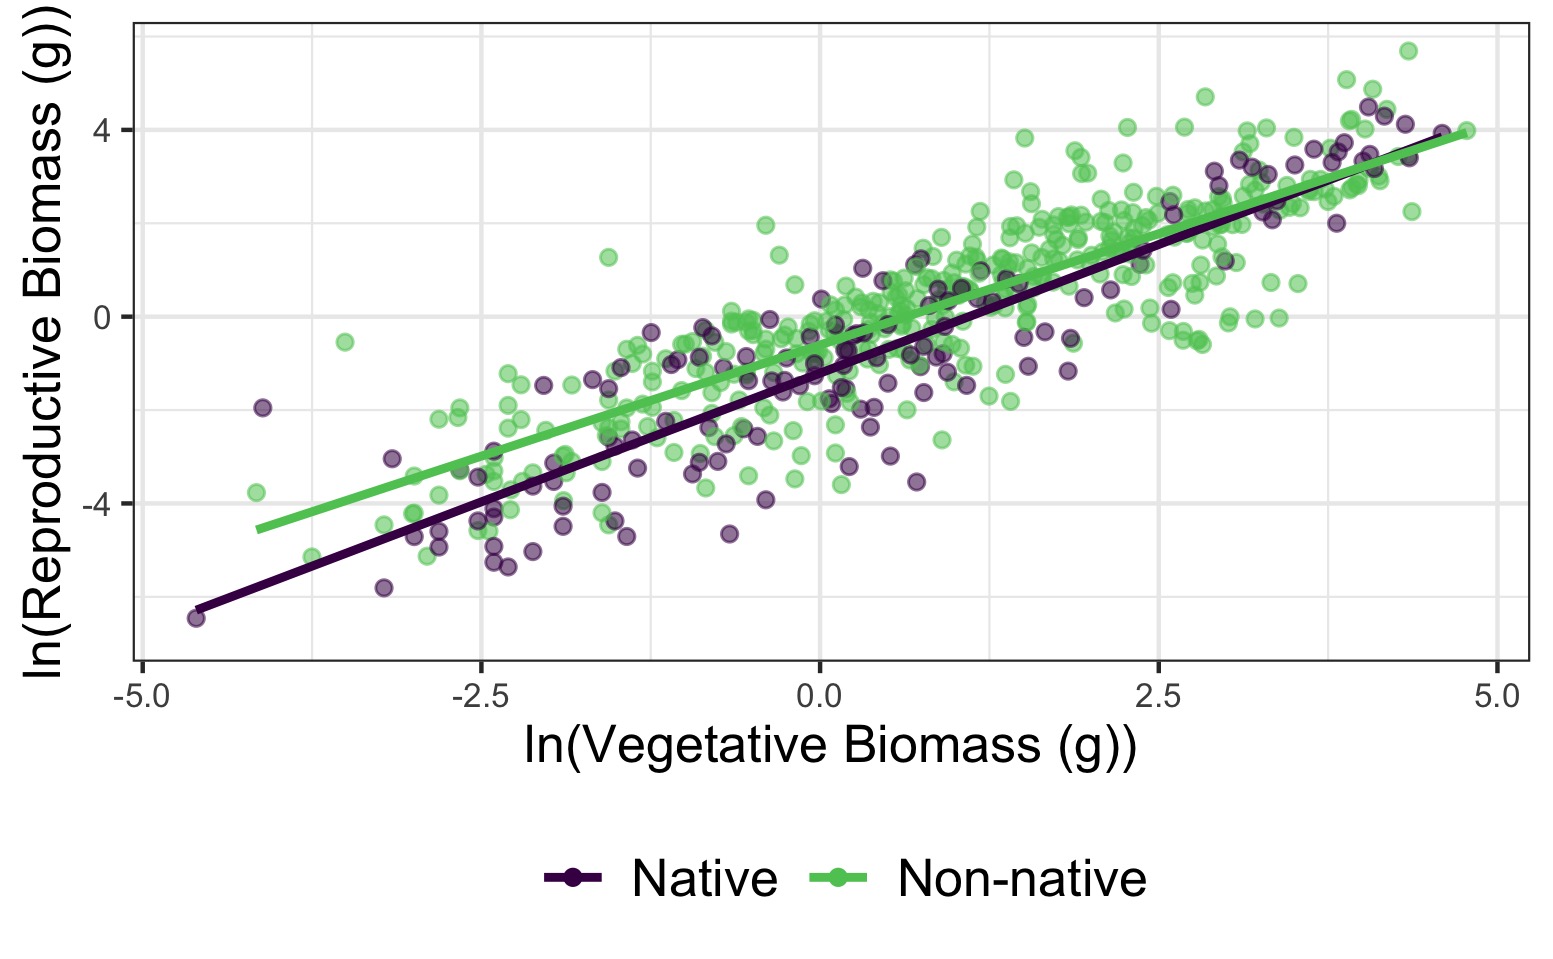 ln(Reproductive Biomass (g))
4
0
-4
-5.0 -2.5 0.0 2.5 5.0
ln(Vegetative Biomass (g))
Native Non-native